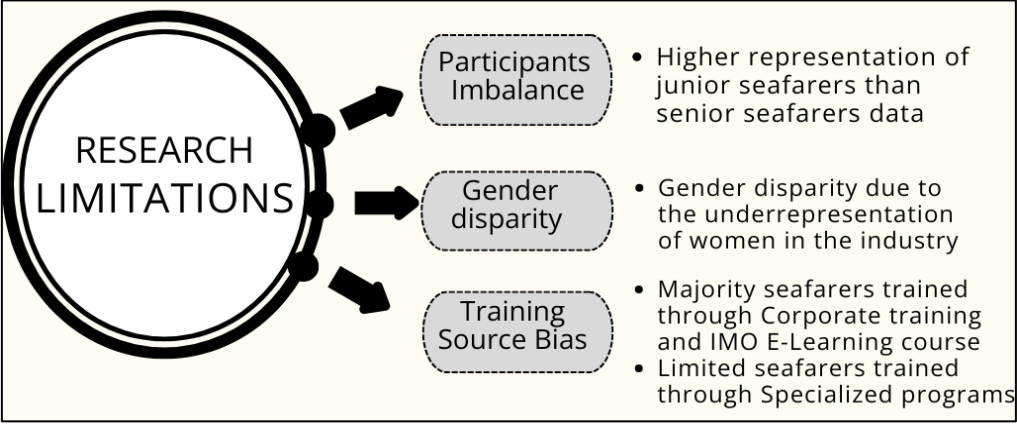 RESEARCH
LIMITATIONS
Participants
Imbalance
• Higher representation of
junior seafarers than
senior seafarers data
Gender
disparity
• Gender disparity due to
the underrepresentation
of women in the industry
Training
Source Bias
• Majority seafarers trained
through Corporate training
and IMO E-Learning course
• Limited seafarers trained
through Specialized programs